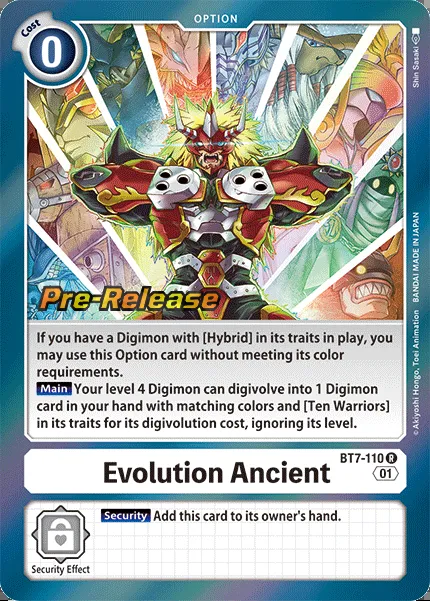 OPTION
Cost
0
Shin Sasaki
Pre-Release
©Akiyoshi Hongo, Toei Animation BANDAI MADE IN JAPAN
If you have a Digimon with [Hybrid] in its traits in play, you
may use this Option card without meeting its color
requirements.
Main Your level 4 Digimon can digivolve into 1 Digimon
card in your hand with matching colors and [Ten Warriors]
in its traits for its digivolution cost, ignoring its level.
BT7-110 R
Evolution Ancient
01
Security Add this card to its owner's hand.
Security Effect